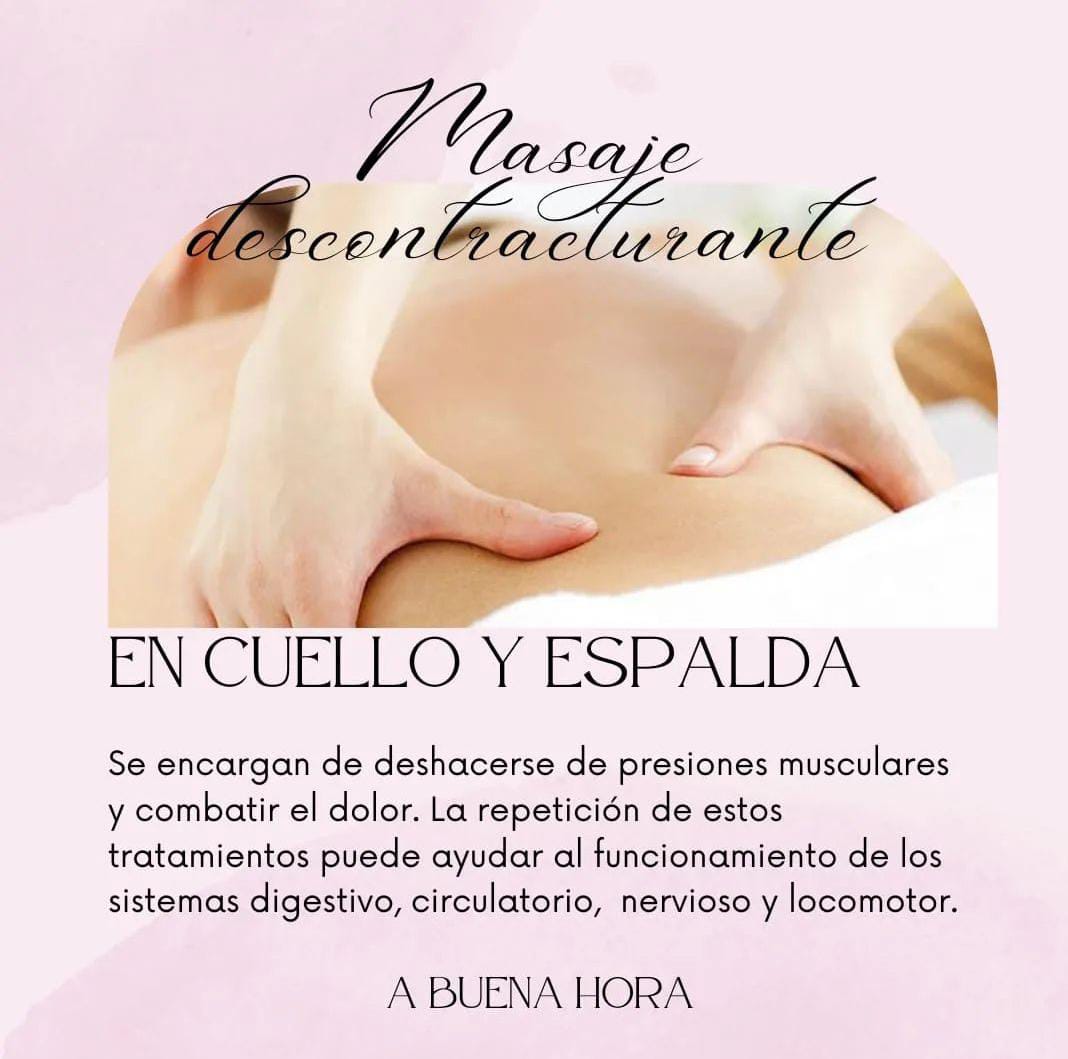 Masaje
descontracturante
EN CUELLO Y ESPALDA
Se encargan de deshacerse de presiones musculares
y combatir el dolor. La repetición de estos
tratamientos puede ayudar al funcionamiento de los
sistemas digestivo, circulatorio, nervioso y locomotor.
A BUENA HORA